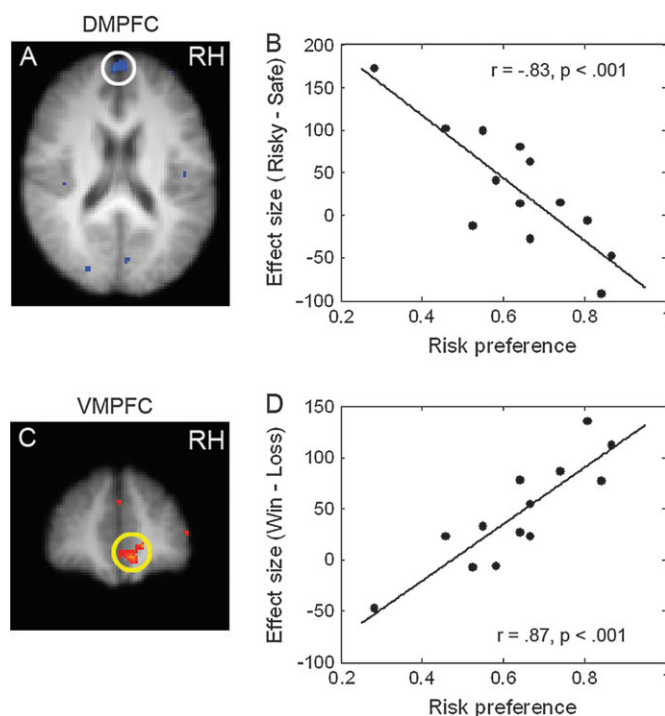 DMPFC
A RH
B
r = -.83, p < .001
Effect size ( Risky - Safe)
200
150
100
50
0
-50
-100
0.2 0.4 0.6 0.8 1
Risk preference
VMPFC
C RH
D
Effect size (Win - Loss)
150
100
50
0
-50
-100
r = .87, p < .001
0.2 0.4 0.6 0.8 1
Risk preference